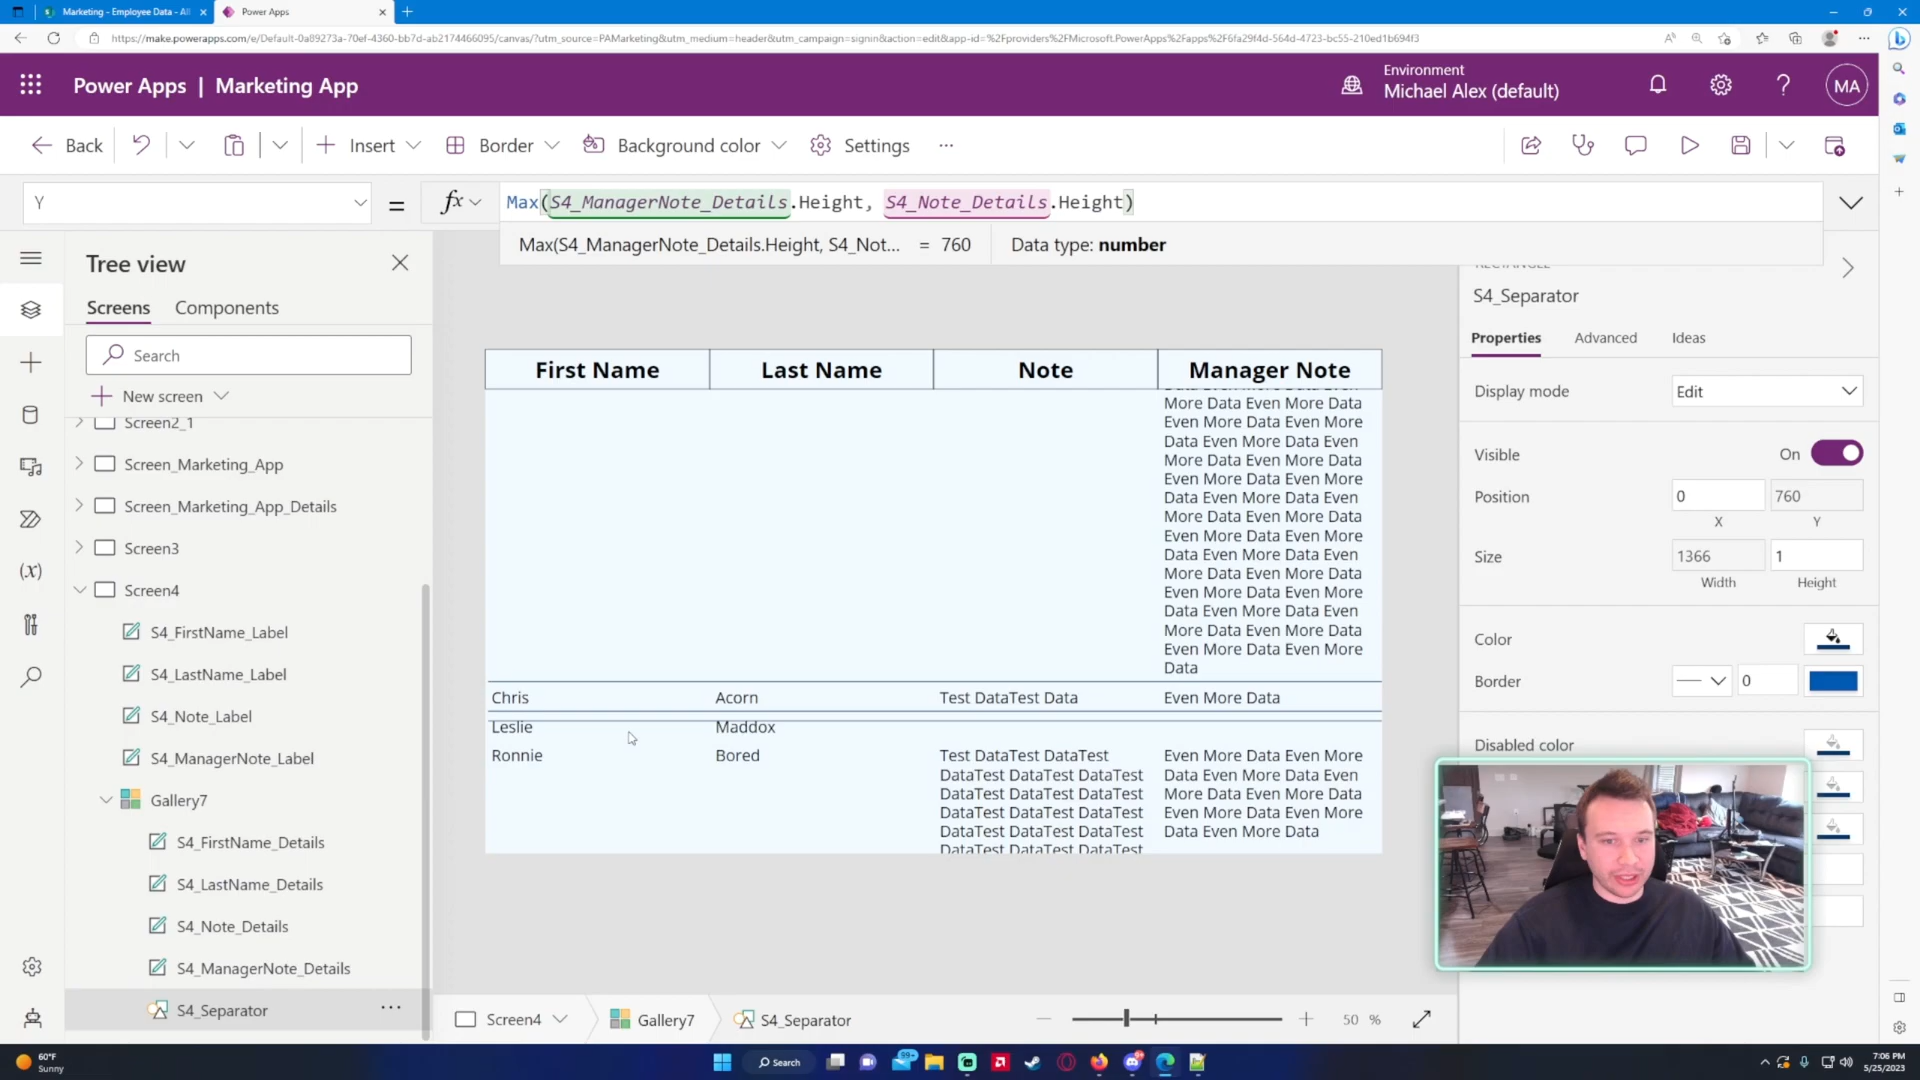 Marketing - Employee Data - All
Power Apps
https://make.powerapps.com/e/Default-0a89273a-70ef-4360-bb7d-ab2174466095/canvas/?utm_source=PAMarketing&utm_medium=header&utm_campaign=signin&action=edit&app-id=%2Fproviders%2FMicrosoft.PowerApps%2Fapps%2F6fa29f4d-564d-4723-bc55-210ed1b694f3
Power Apps | Marketing App
Environment
Michael Alex (default)
MA
Back
Insert
Border
Background color
Settings
Y
=
fx
Max(S4_ManagerNote_Details.Height, S4_Note_Details.Height)
Max(S4_ManagerNote_Details.Height, S4_Not... = 760
Data type: number
Tree view
Screens
Components
Search
New screen
Screen2_1
Screen_Marketing_App
Screen_Marketing_App_Details
Screen3
Screen4
S4_FirstName_Label
S4_LastName_Label
S4_Note_Label
S4_ManagerNote_Label
Gallery7
S4_FirstName_Details
S4_LastName_Details
S4_Note_Details
S4_ManagerNote_Details
S4_Separator
First Name
Last Name
Note
Manager Note
Data Even More Data Even
More Data Even More Data
Even More Data Even More
Data Even More Data Even
More Data Even More Data
Even More Data Even More
Data Even More Data Even
More Data Even More Data
Even More Data Even More
Data Even More Data Even
More Data Even More Data
Even More Data Even More
Data Even More Data Even
More Data Even More Data
Even More Data Even More
Data
Chris
Acorn
Test DataTest Data
Even More Data
Leslie
Maddox
Ronnie
Bored
Test DataTest DataTest
DataTest DataTest DataTest
DataTest DataTest DataTest
DataTest DataTest DataTest
DataTest DataTest DataTest
DataTest DataTest DataTest
Even More Data Even More
Data Even More Data Even
More Data Even More Data
Even More Data Even More
Data Even More Data
Screen4
Gallery7
S4_Separator
50 %
RECTANGLE
S4_Separator
Properties
Advanced
Ideas
Display mode
Edit
Visible
On
Position
0
760
X
Y
Size
1366
1
Width
Height
Color
Border
0
Disabled color
60°F
Sunny
Search
99+
7:06 PM
5/25/2023